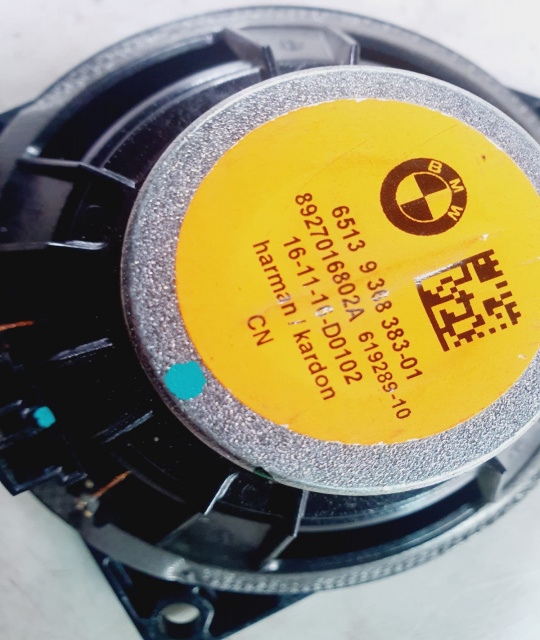 BMW
6513 9 368 383-01
8927016802A 619289-10
16-11-16-D0102
harman / kardon
CN